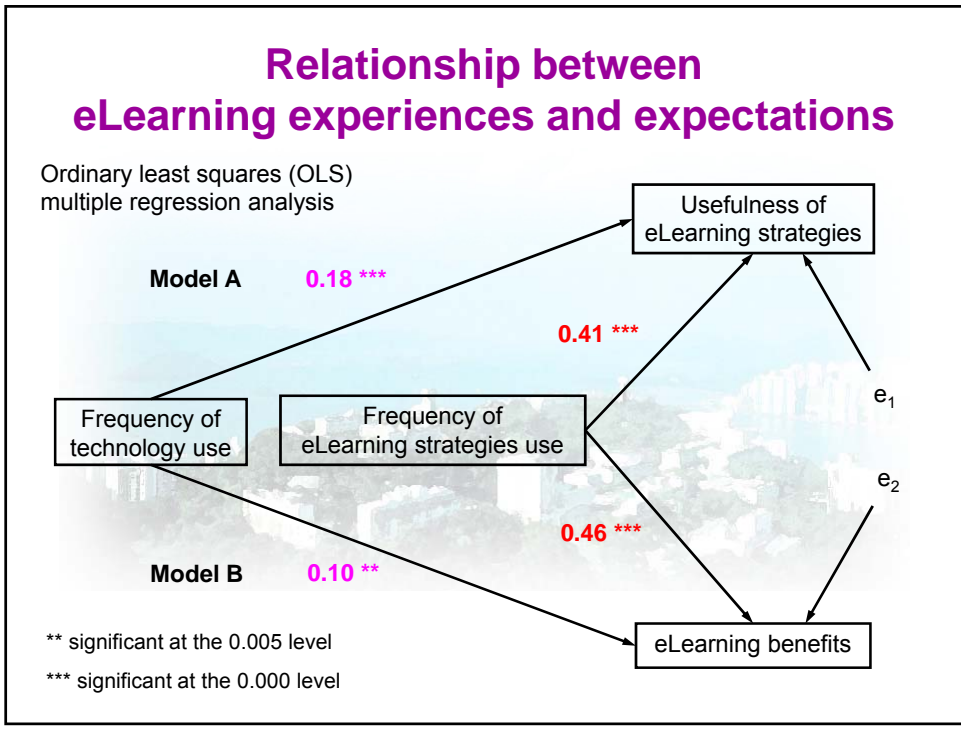 Relationship between
eLearning experiences and expectations
Ordinary least squares (OLS)
multiple regression analysis
Usefulness of
eLearning strategies
Model A
0.18 ***
0.41 ***
e1
Frequency of
technology use
Frequency of
eLearning strategies use
e2
0.46 ***
Model B
0.10 **
eLearning benefits
** significant at the 0.005 level
*** significant at the 0.000 level